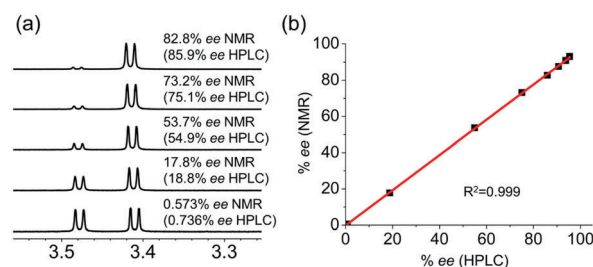 (a)
82.8% ee NMR
(85.9% ee HPLC)
73.2% ee NMR
(75.1% ee HPLC)
53.7% ee NMR
(54.9% ee HPLC)
17.8% ee NMR
(18.8% ee HPLC)
0.573% ee NMR
(0.736% ee HPLC)
3.5 3.4 3.3
(b)
% ee (NMR)
100
80
60
40
20
0
R²=0.999
0 20 40 60 80 100
% ee (HPLC)